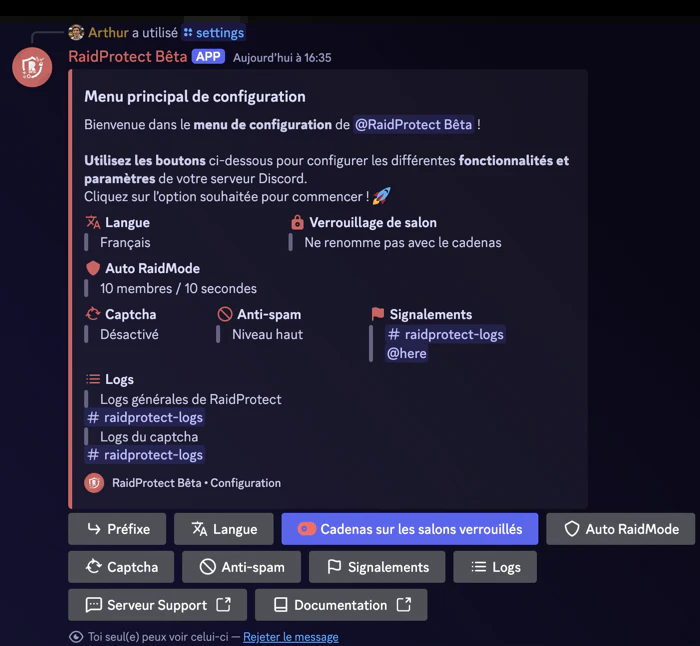 Arthur a utilisé settings
RaidProtect Bêta APP Aujourd'hui à 16:35
Menu principal de configuration
Bienvenue dans le menu de configuration de @RaidProtect Bêta !
Utilisez les boutons ci-dessous pour configurer les différentes fonctionnalités et
paramètres de votre serveur Discord.
Cliquez sur l'option souhaitée pour commencer ! 🚀
Langue Verrouillage de salon
Français Ne renomme pas avec le cadenas
Auto RaidMode
10 membres / 10 secondes
Captcha Anti-spam Signalements
Désactivé Niveau haut # raidprotect-logs
@here
Logs
Logs générales de RaidProtect
# raidprotect-logs
Logs du captcha
# raidprotect-logs
RaidProtect Bêta • Configuration
Préfixe Langue Cadenas sur les salons verrouillés Auto RaidMode
Captcha Anti-spam Signalements Logs
Serveur Support Documentation
Toi seul(e) peux voir celui-ci — Rejeter le message